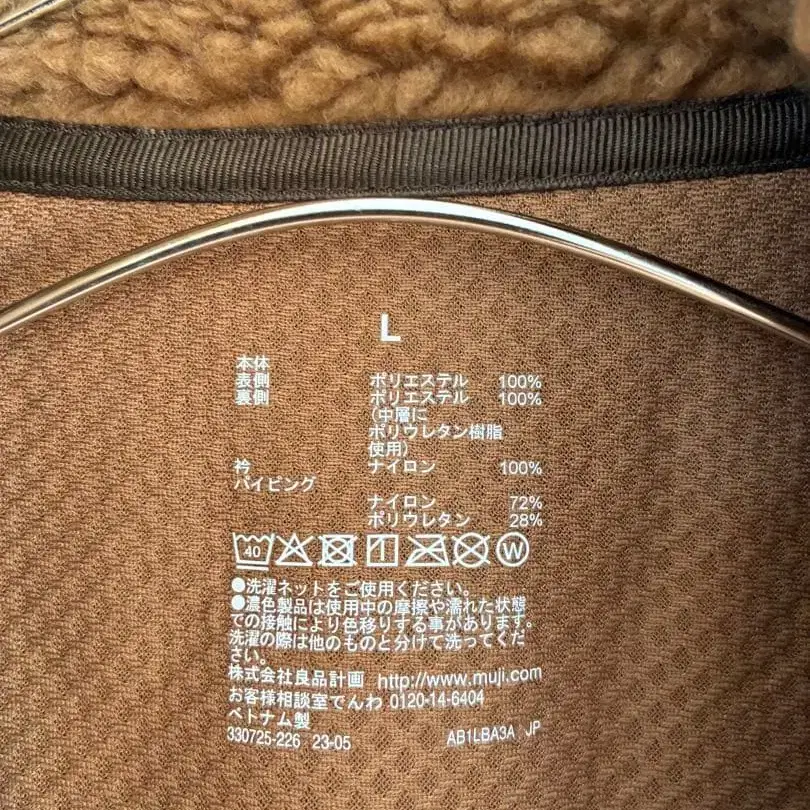 L
本体
表側 ポリエステル 100%
裏側 ポリエステル 100%
(中層に
ポリウレタン樹脂
使用)
衿 ナイロン 100%
パイピング
ナイロン 72%
ポリウレタン 28%
40 W
●洗濯ネットをご使用ください。
●濃色製品は使用中の摩擦や濡れた状態
での接触により色移りする事があります。
洗濯の際は他のものと分けて洗ってくだ
さい。
株式会社良品計画 http://www.muji.com
お客様相談室でんわ 0120-14-6404
ベトナム製
330725-226 23-05 AB1LBA3A JP